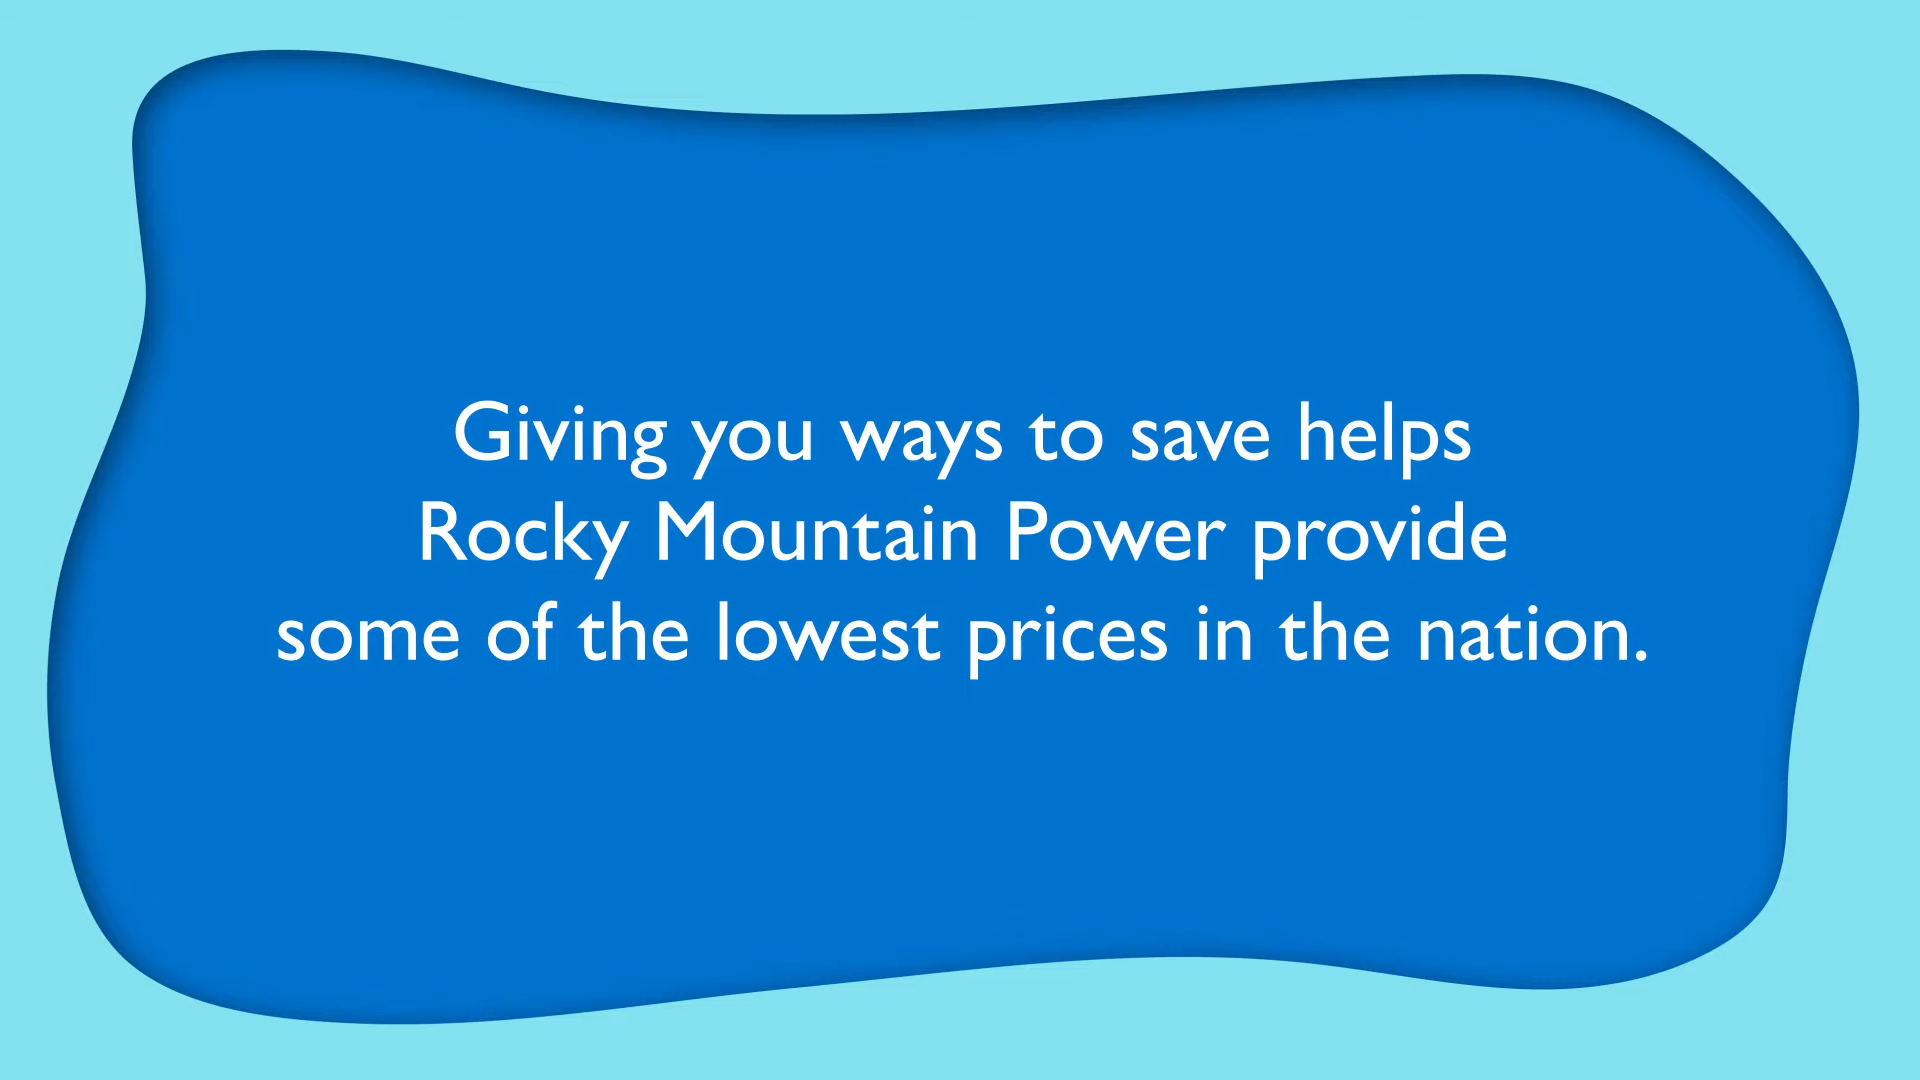 Giving you ways to save helps
Rocky Mountain Power provide
some of the lowest prices in the nation.